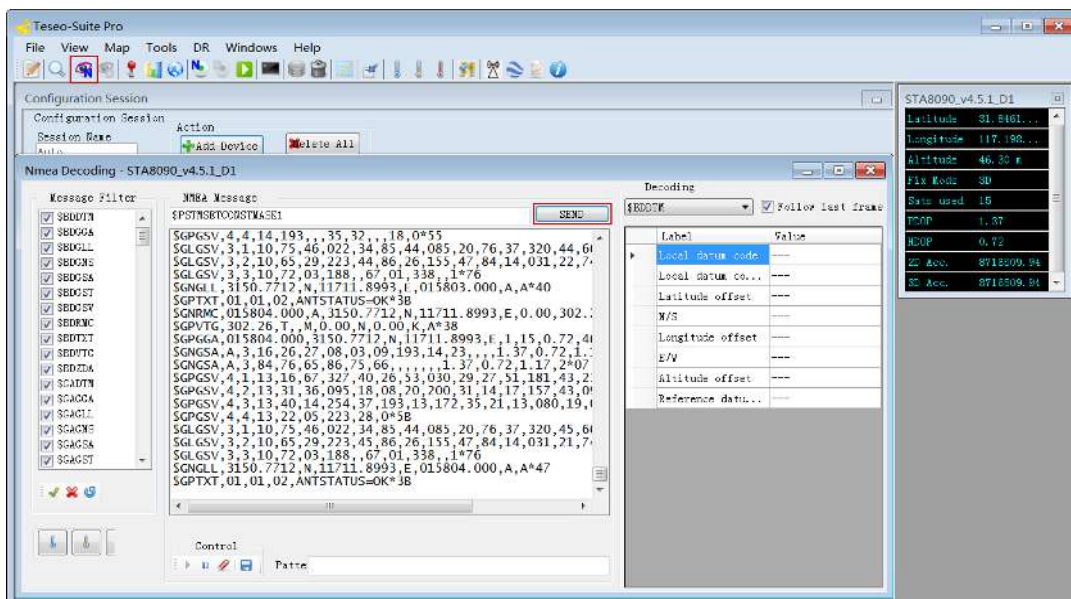 Teseo-Suite Pro
File View Map Tools DR Windows Help
Configuration Session
Configuration Session
Session Name
Action
Auto
Add Device
Delete All
Nmea Decoding - STA8090_v4.5.1_D1
Message Filter
$BDDTM
$BDGGA
$BDGLL
$BDGNS
$BDGSA
$BDGST
$BDGSV
$BDRMC
$BDTXT
$BDVTG
$BDZDA
$GADTM
$GAGGA
$GAGLL
$GAGNS
$GAGSA
$GAGST
NMEA Message
$PSTMSBTCONSTMASK1
SEND
$GPGSV,4,4,14,193,,,35,32,,,18,0*55
$GLGSV,3,1,10,75,46,022,34,85,44,085,20,76,37,320,44,6
$GLGSV,3,2,10,65,29,223,44,86,26,155,47,84,14,031,22,7
$GLGSV,3,3,10,72,03,188,,67,01,338,,1*76
$GNGLL,3150.7712,N,11711.8993,E,015803.000,A,A*40
$GPTXT,01,01,02,ANTSTATUS=OK*3B
$GNRMC,015804.000,A,3150.7712,N,11711.8993,E,0.00,302.
$GPVTG,302.26,T,,M,0.00,N,0.00,K,A*38
$GPGGA,015804.000,3150.7712,N,11711.8993,E,1,15,0.72,4
$GNGSA,A,3,16,26,27,08,03,09,193,14,23,,,,1.37,0.72,1.
$GNGSA,A,3,84,76,65,86,75,66,,,,,,,1.37,0.72,1.17,2*07
$GPGSV,4,1,13,16,67,327,40,26,53,030,29,27,51,181,43,2
$GPGSV,4,2,13,31,36,095,18,08,20,200,31,14,17,157,43,0
$GPGSV,4,3,13,40,14,254,37,193,13,172,35,21,13,080,19,
$GPGSV,4,4,13,22,05,223,28,0*5B
$GLGSV,3,1,10,75,46,022,34,85,44,085,20,76,37,320,45,6
$GLGSV,3,2,10,65,29,223,45,86,26,155,47,84,14,031,21,7
$GLGSV,3,3,10,72,03,188,,67,01,338,,1*76
$GNGLL,3150.7712,N,11711.8993,E,015804.000,A,A*47
$GPTXT,01,01,02,ANTSTATUS=OK*3B
Control
Patte
Decoding
$BDDTM
Follow last frame
Label Value
Local datum code ---
Local datum co... ---
Latitude offset ---
N/S ---
Longitude offset ---
E/W ---
Altitude offset ---
Reference datu... ---
STA8090_v4.5.1_D1
Latitude 31.8461...
Longitude 117.198...
Altitude 46.30 m
Fix Mode 3D
Sats used 15
PDOP 1.37
HDOP 0.72
2D Acc. 8718509.94
3D Acc. 8718509.94